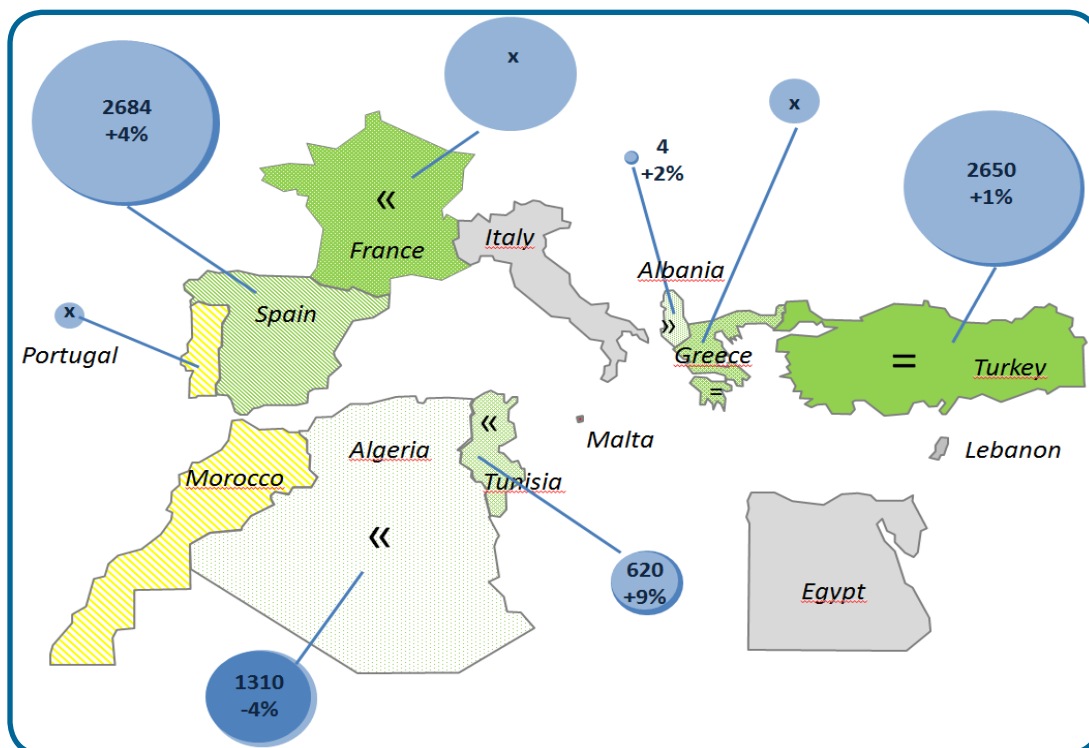 x
2684
+4%
x
4
+2%
2650
+1%
«
France
Italy
Albania
x
Spain
»
Greece
=
Turkey
=
Portugal
«
Algeria
Malta
Lebanon
Morocco
Tunisia
«
620
+9%
Egypt
1310
-4%